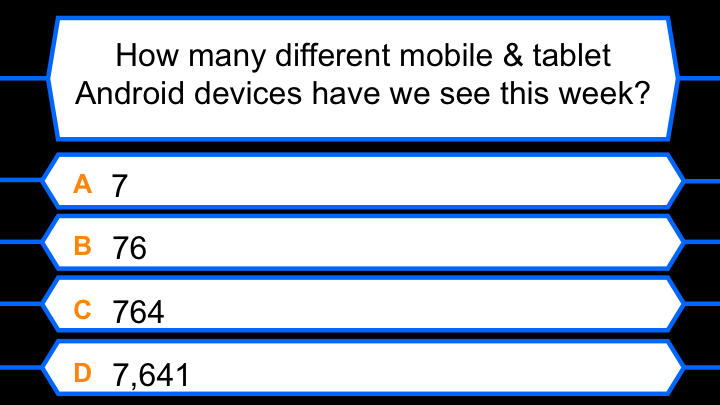 How many different mobile & tablet
Android devices have we see this week?
A 7
B 76
C 764
D 7,641